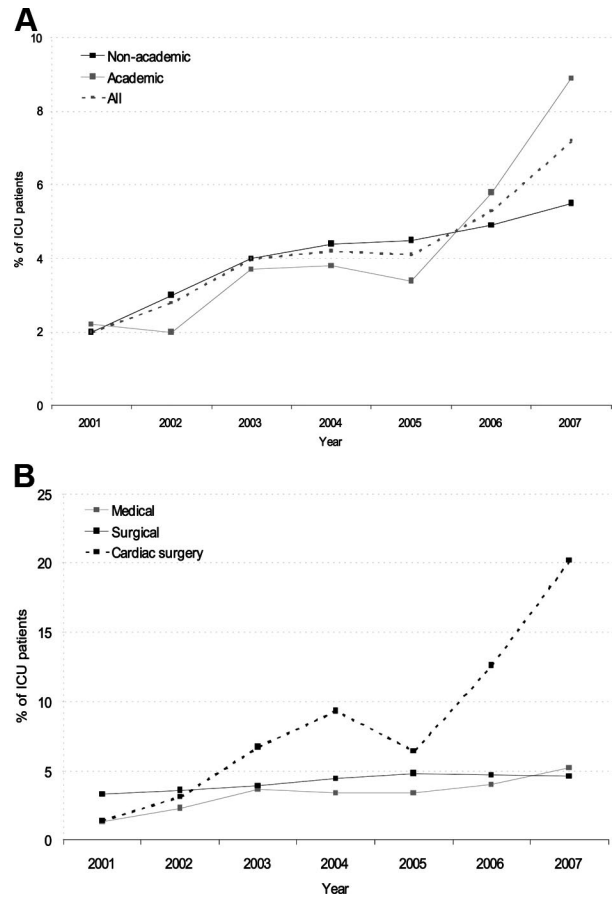 A
10
Non-academic
Academic
All
8
6
4
2
0
% of ICU patients
2001 2002 2003 2004 2005 2006 2007
Year
B
25
Medical
Surgical
Cardiac surgery
20
15
10
5
0
% of ICU patients
2001 2002 2003 2004 2005 2006 2007
Year